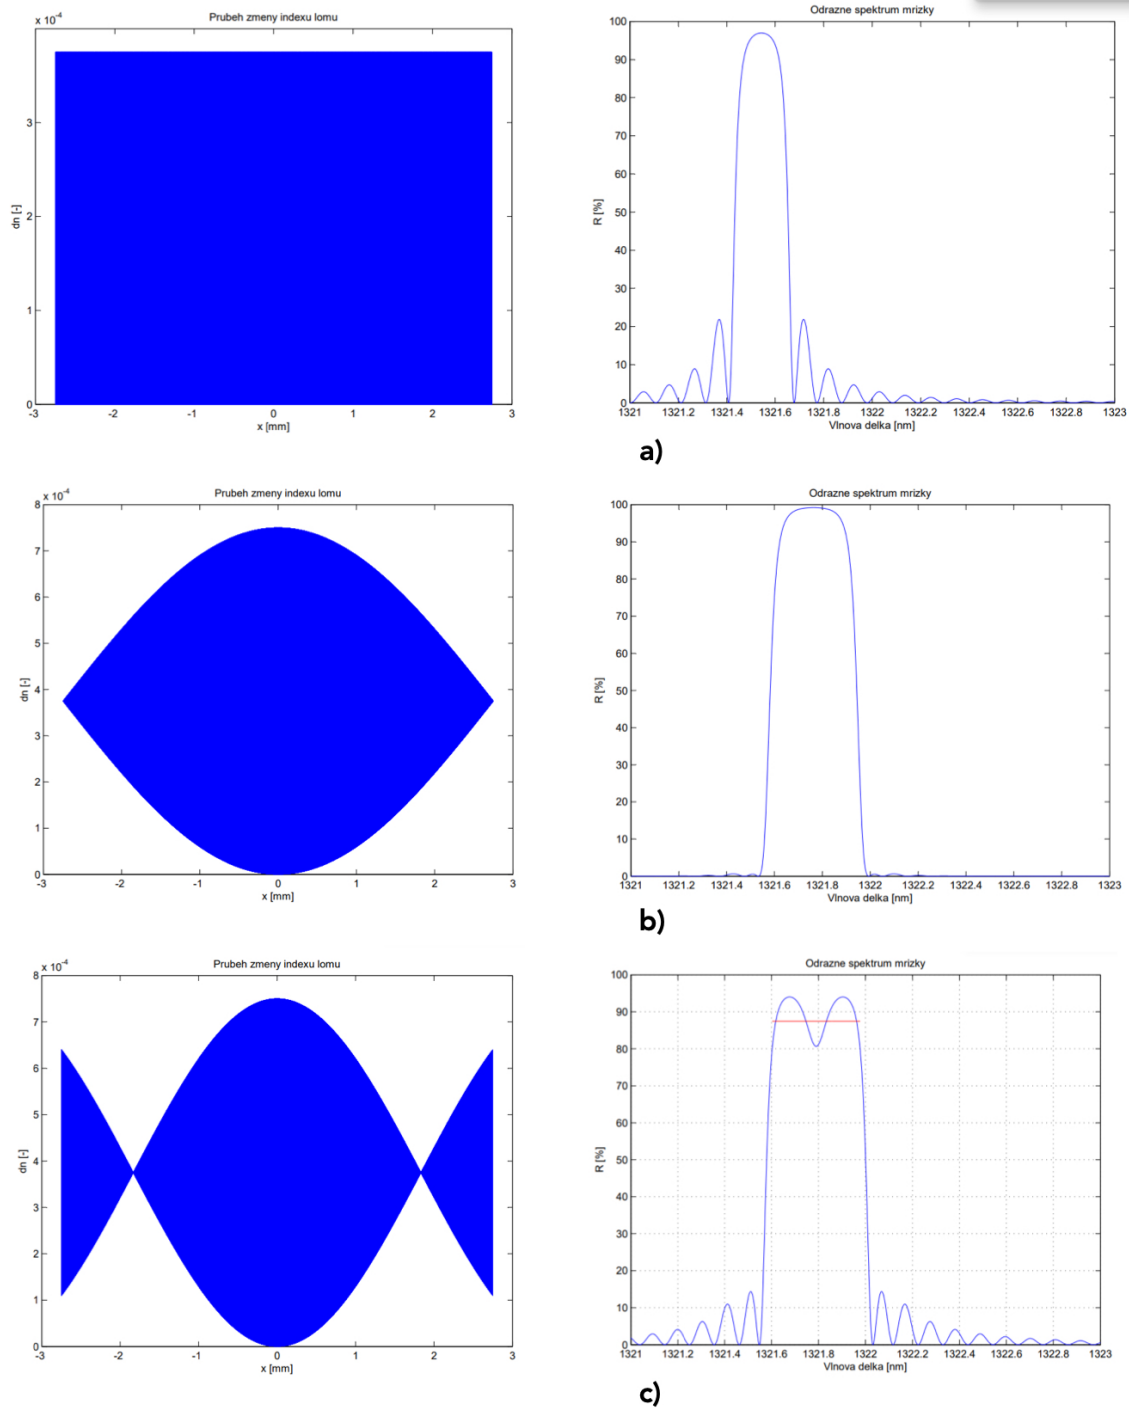 Prubeh zmeny indexu lomu
x 10⁻⁴
3
2
1
0
dn [-]
-3 -2 -1 0 1 2 3
x [mm]
Odrazne spektrum mrizky
100
90
80
70
60
50
40
30
20
10
0
R [%]
1321 1321.2 1321.4 1321.6 1321.8 1322 1322.2 1322.4 1322.6 1322.8 1323
Vlnova delka [nm]
a)
Prubeh zmeny indexu lomu
x 10⁻⁴
8
7
6
5
4
3
2
1
0
dn [-]
-3 -2 -1 0 1 2 3
x [mm]
Odrazne spektrum mrizky
100
90
80
70
60
50
40
30
20
10
0
R [%]
1321 1321.2 1321.4 1321.6 1321.8 1322 1322.2 1322.4 1322.6 1322.8 1323
Vlnova delka [nm]
b)
Prubeh zmeny indexu lomu
x 10⁻⁴
8
7
6
5
4
3
2
1
0
dn [-]
-3 -2 -1 0 1 2 3
x [mm]
Odrazne spektrum mrizky
100
90
80
70
60
50
40
30
20
10
0
R [%]
1321 1321.2 1321.4 1321.6 1321.8 1322 1322.2 1322.4 1322.6 1322.8 1323
Vlnova delka [nm]
c)